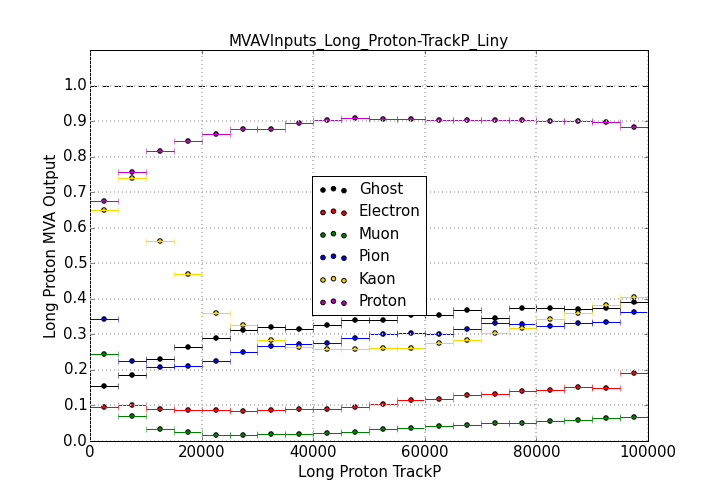 MVAVInputs_Long_Proton-TrackP_Liny
1.0
0.9
0.8
0.7
0.6
0.5
0.4
0.3
0.2
0.1
0.0
Long Proton MVA Output
Ghost
Electron
Muon
Pion
Kaon
Proton
0 20000 40000 60000 80000 100000
Long Proton TrackP